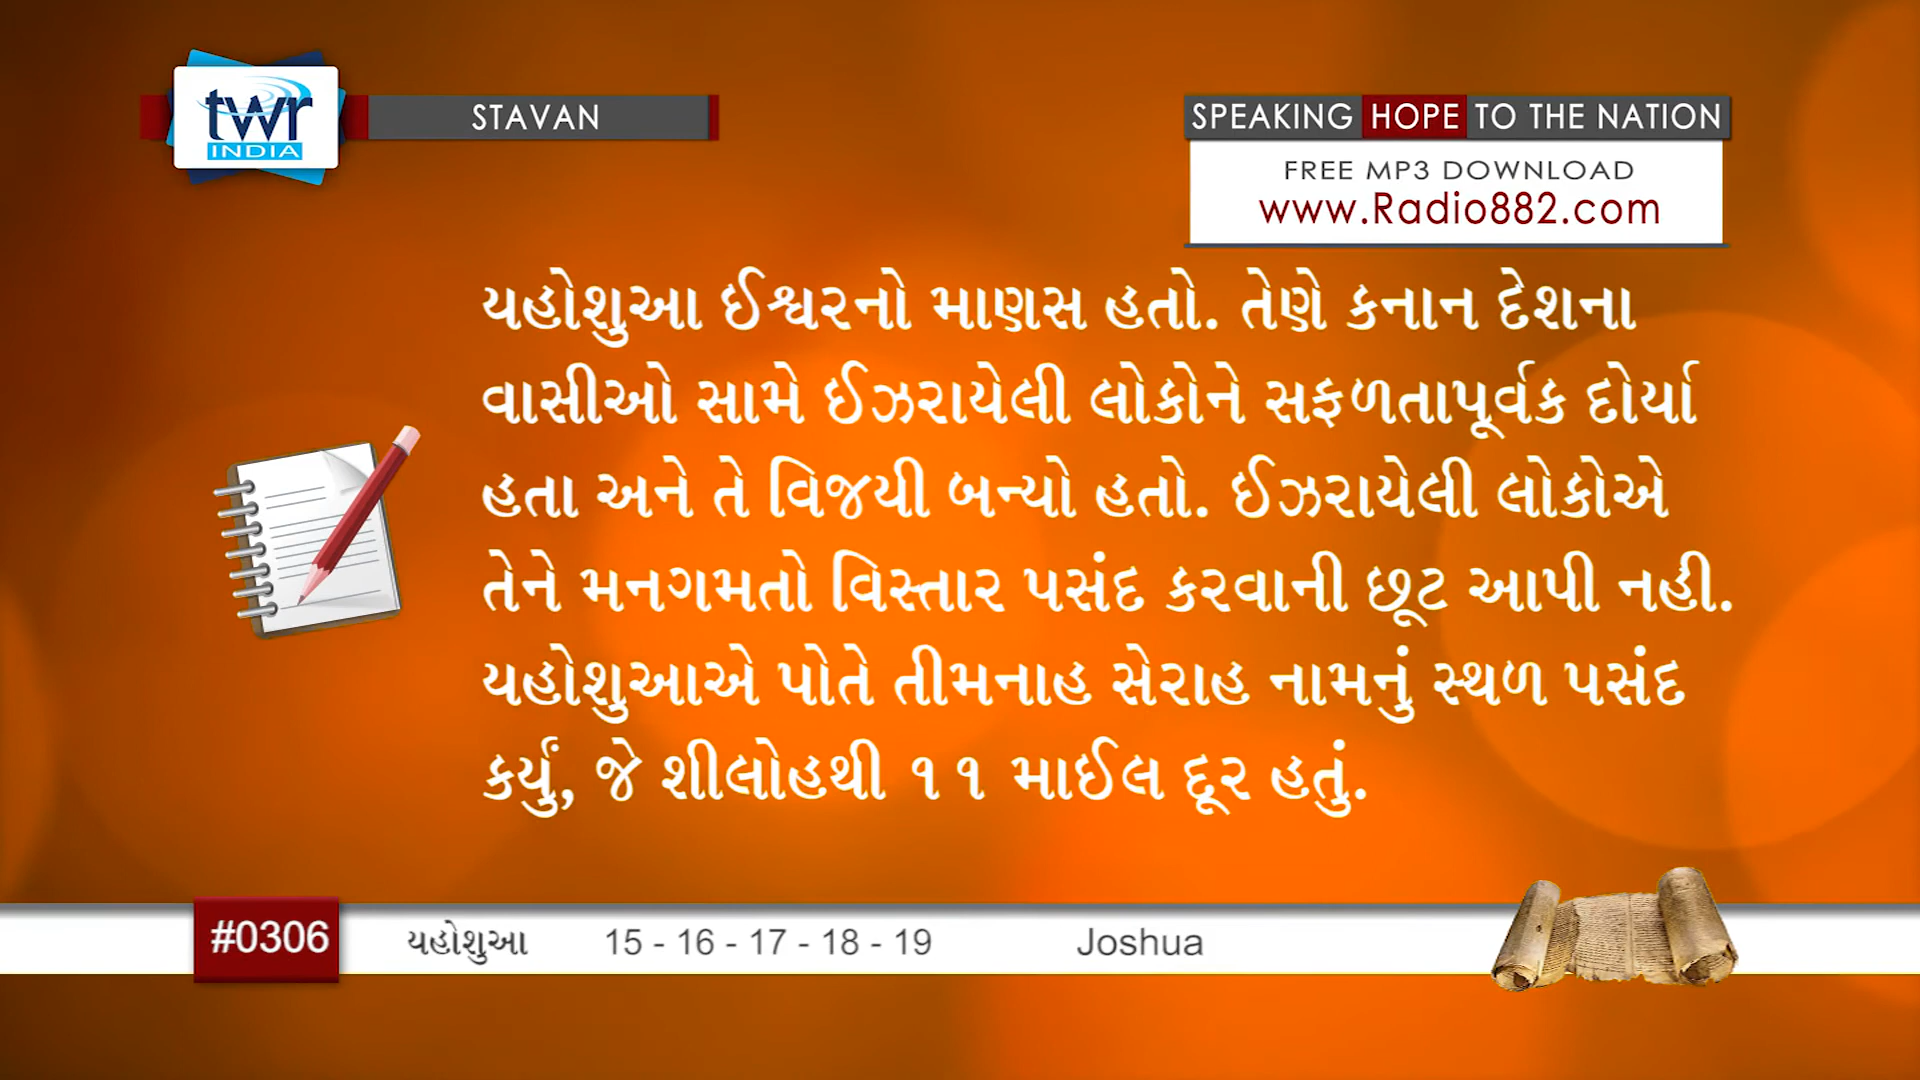 twr
INDIA
STAVAN
SPEAKING HOPE TO THE NATION
FREE MP3 DOWNLOAD
www.Radio882.com
યહોશુઆ ઈશ્વરનો માણસ હતો. તેણે કનાન દેશના
વાસીઓ સામે ઈઝરાયેલી લોકોને સફળતાપૂર્વક દોર્યા
હતા અને તે વિજયી બન્યો હતો. ઈઝરાયેલી લોકોએ
તેને મનગમતો વિસ્તાર પસંદ કરવાની છૂટ આપી નહી.
યહોશુઆએ પોતે તીમનાહ સેરાહ નામનું સ્થળ પસંદ
કર્યું, જે શીલોહથી ૧૧ માઈલ દૂર હતું.
#0306 યહોશુઆ 15 - 16 - 17 - 18 - 19 Joshua